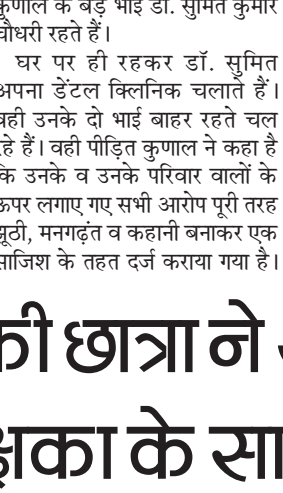 कुणाल के बड़े भाई डॉ. सुमित कुमार
चौधरी रहते हैं।
घर पर ही रहकर डॉ. सुमित
अपना डेंटल क्लिनिक चलाते हैं।
वही उनके दो भाई बाहर रहते चल
रहे हैं। वही पीड़ित कुणाल ने कहा है
कि उनके व उनके परिवार वालों के
ऊपर लगाए गए सभी आरोप पूरी तरह
झूठी, मनगढ़ंत व कहानी बनाकर एक
साजिश के तहत दर्ज कराया गया है।
की छात्रा ने
के सा